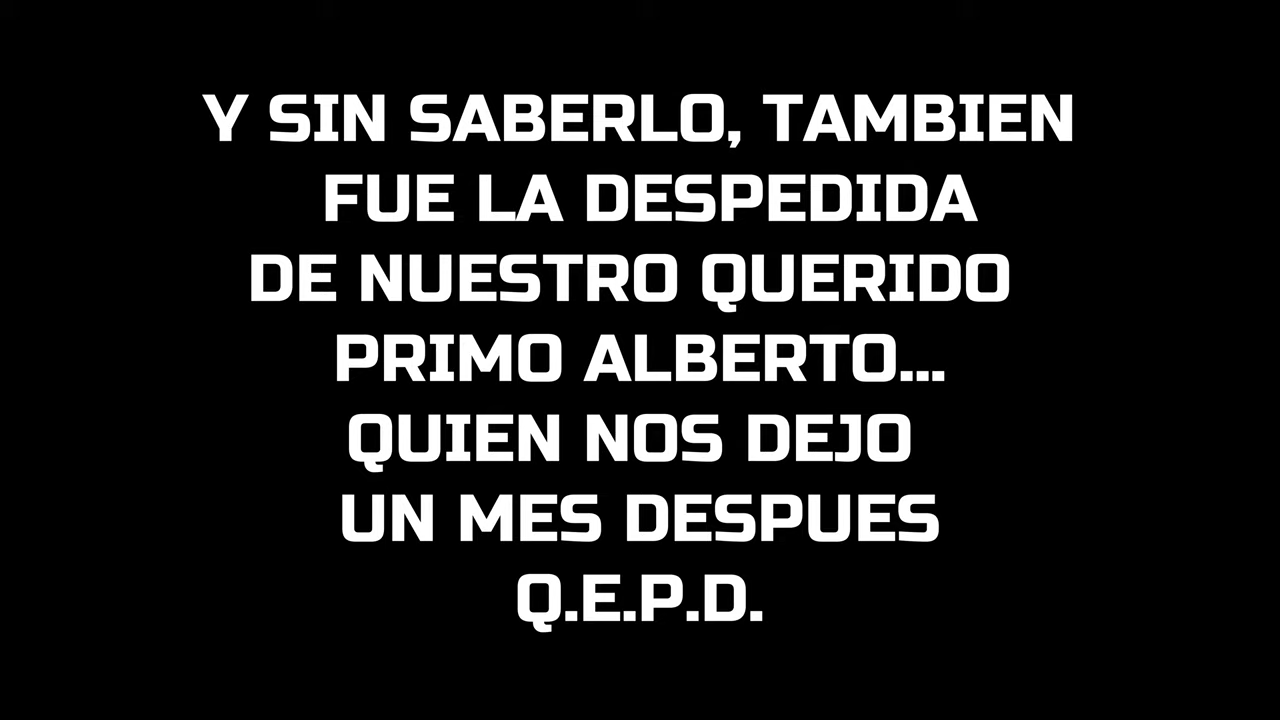 Y SIN SABERLO, TAMBIEN
FUE LA DESPEDIDA
DE NUESTRO QUERIDO
PRIMO ALBERTO...
QUIEN NOS DEJO
UN MES DESPUES
Q.E.P.D.